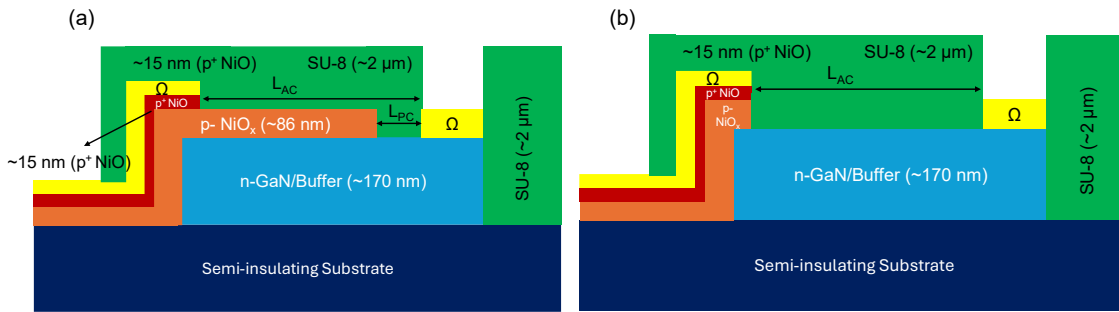 (a)
~15 nm (p⁺ NiO)
SU-8 (~2 µm)
Ω
L_AC
p⁺ NiO
L_PC
p- NiOₓ (~86 nm)
Ω
~15 nm (p⁺ NiO)
n-GaN/Buffer (~170 nm)
SU-8 (~2 µm)
Semi-insulating Substrate
(b)
~15 nm (p⁺ NiO)
SU-8 (~2 µm)
Ω
L_AC
p⁺ NiO
p-
NiOₓ
Ω
n-GaN/Buffer (~170 nm)
SU-8 (~2 µm)
Semi-insulating Substrate